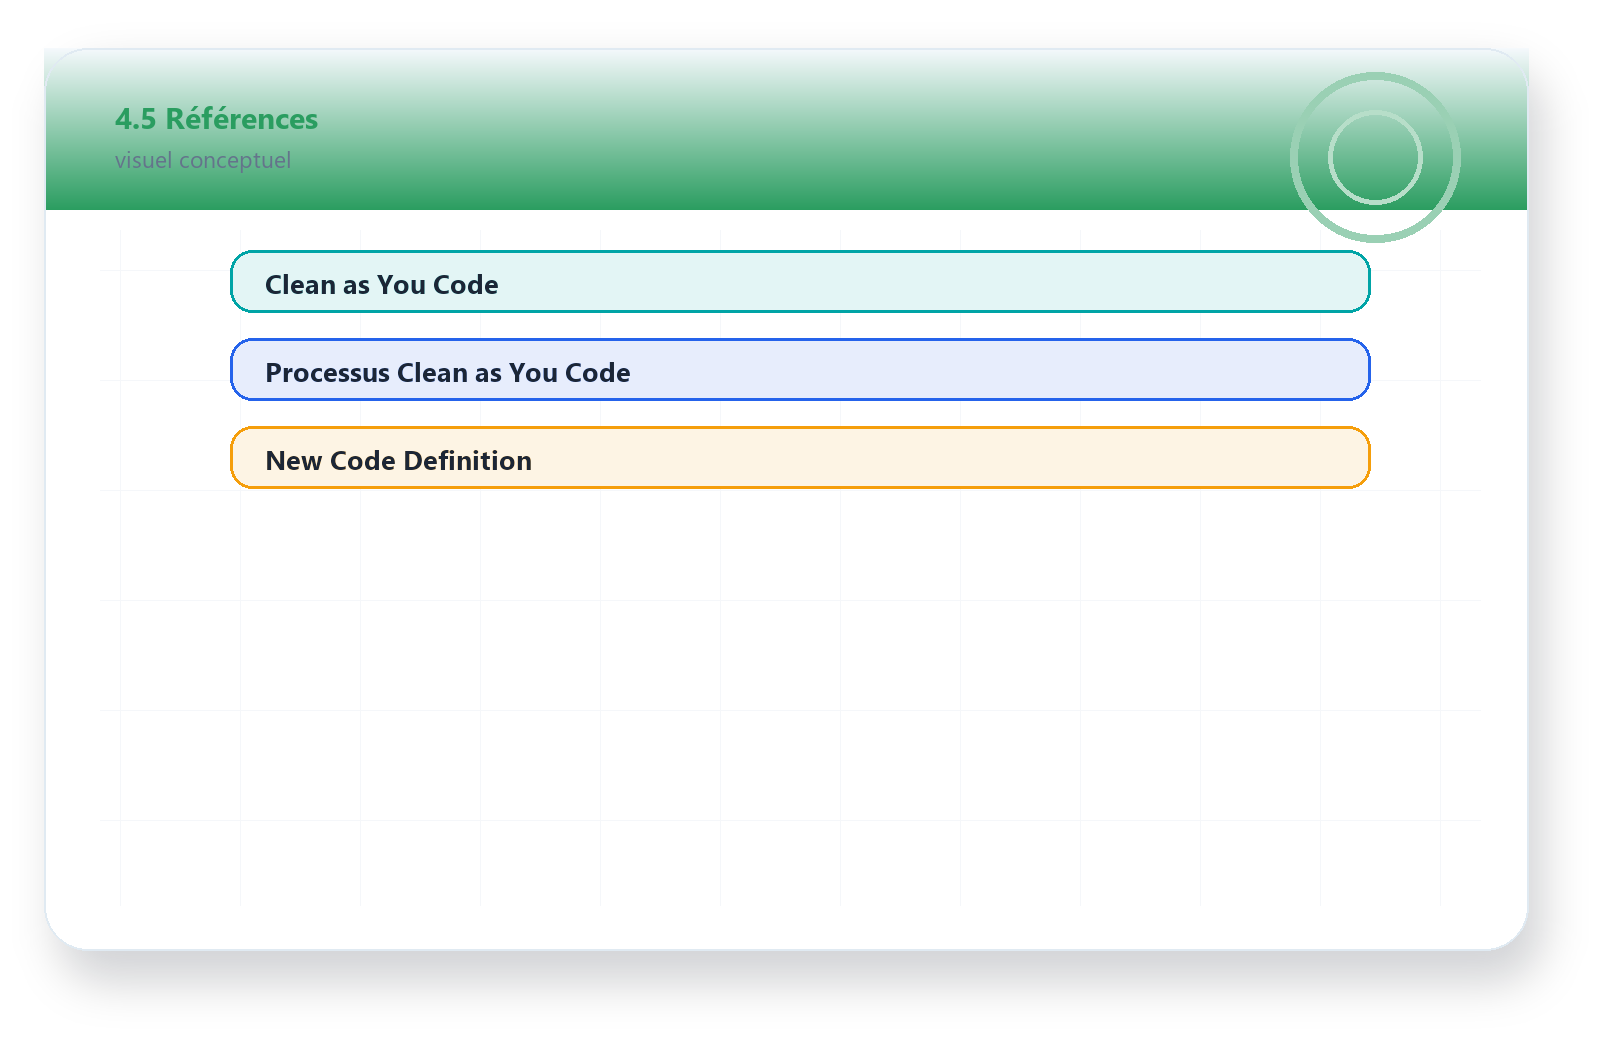 4.5 Références
visuel conceptuel
Clean as You Code
Processus Clean as You Code
New Code Definition